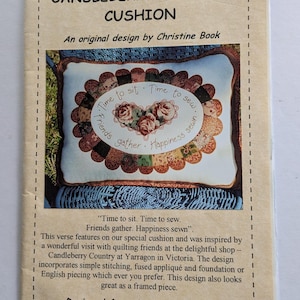 CUSHION
An original design by Christine Book
Time to sit · Time to sew
Friends gather · Happiness sewn
"Time to sit. Time to sew.
Friends gather. Happiness sewn".
This verse features on our special cushion and was inspired by
a wonderful visit with quilting friends at the delightful shop –
Candleberry Country at Yarragon in Victoria. The design
incorporates simple stitching, fused appliqué and foundation or
English piecing which ever you prefer. This design also looks
great as a framed piece.